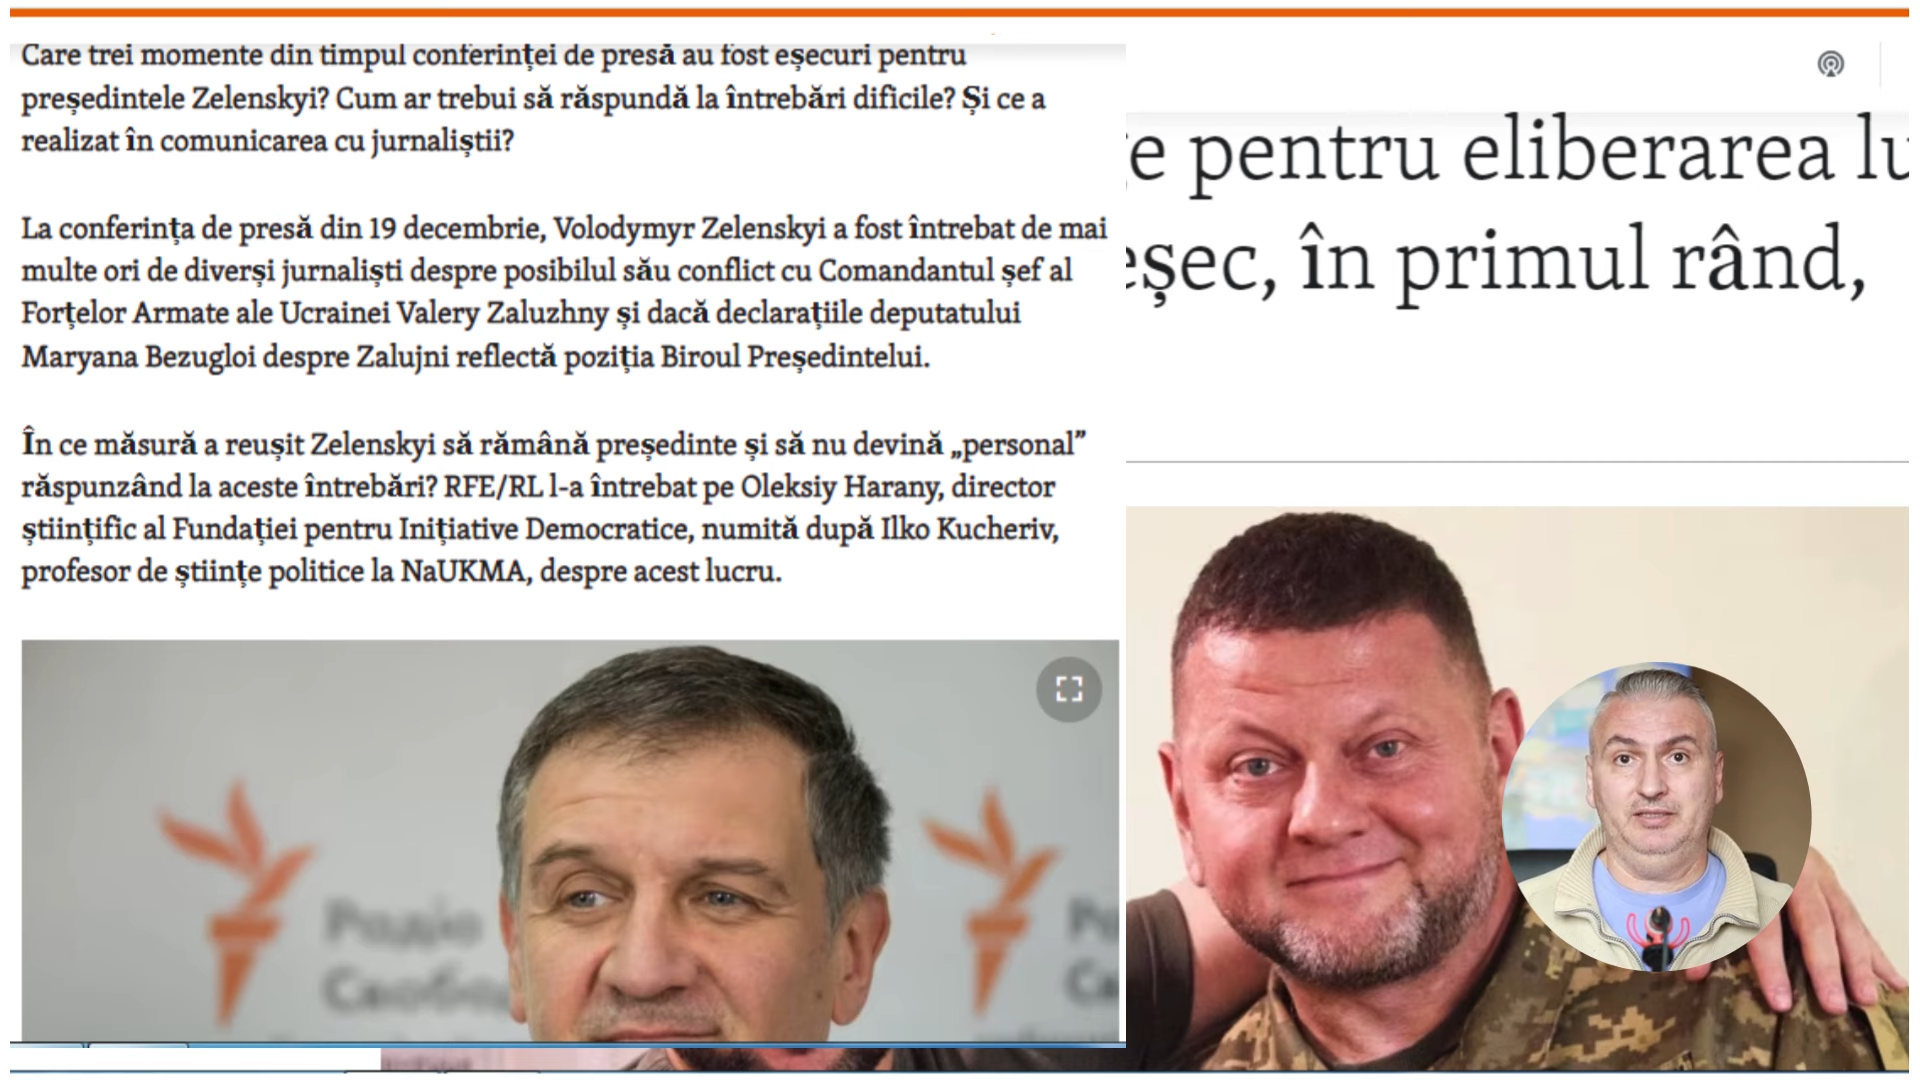 Care trei momente din timpul conferinței de presă au fost eșecuri pentru
președintele Zelenskyi? Cum ar trebui să răspundă la întrebări dificile? Și ce a
realizat în comunicarea cu jurnaliștii?
La conferința de presă din 19 decembrie, Volodymyr Zelenskyi a fost întrebat de mai
multe ori de diverși jurnaliști despre posibilul său conflict cu Comandantul șef al
Forțelor Armate ale Ucrainei Valery Zaluzhny și dacă declarațiile deputatului
Maryana Bezugloi despre Zalujni reflectă poziția Biroul Președintelui.
În ce măsură a reușit Zelenskyi să rămână președinte și să nu devină „personal”
răspunzând la aceste întrebări? RFE/RL l-a întrebat pe Oleksiy Harany, director
științific al Fundației pentru Inițiative Democratice, numită după Ilko Kucheriv,
profesor de științe politice la NaUKMA, despre acest lucru.
Радіо
Свобо
e pentru eliberarea lu
eșec, în primul rând,